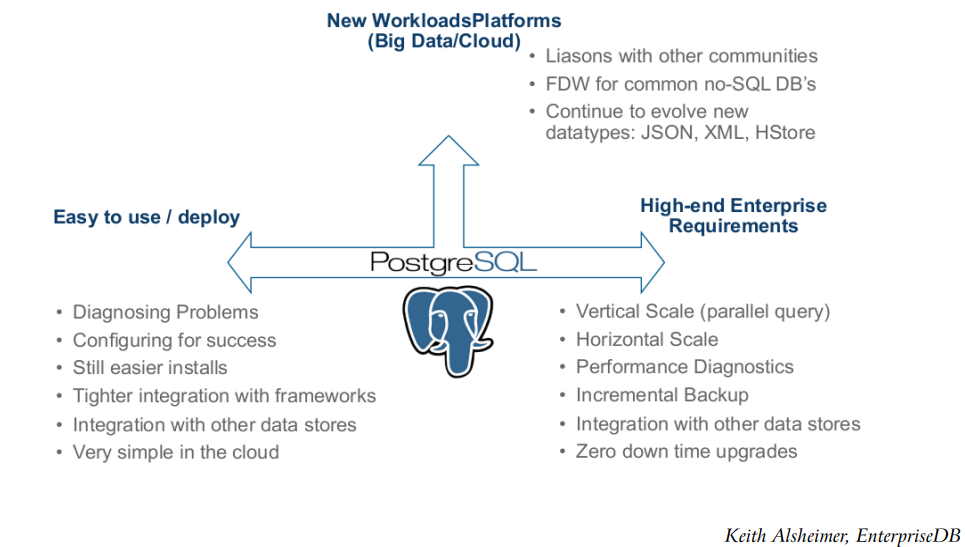 New WorkloadsPlatforms
(Big Data/Cloud)
• Liasons with other communities
• FDW for common no-SQL DB's
• Continue to evolve new
datatypes: JSON, XML, HStore
Easy to use / deploy
High-end Enterprise
Requirements
PostgreSQL
• Diagnosing Problems
• Configuring for success
• Still easier installs
• Tighter integration with frameworks
• Integration with other data stores
• Very simple in the cloud
• Vertical Scale (parallel query)
• Horizontal Scale
• Performance Diagnostics
• Incremental Backup
• Integration with other data stores
• Zero down time upgrades
Keith Alsheimer, EnterpriseDB